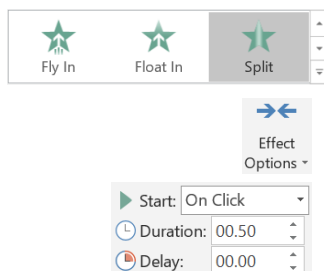 Fly In Float In Split
Effect
Options
Start: On Click
Duration: 00.50
Delay: 00.00